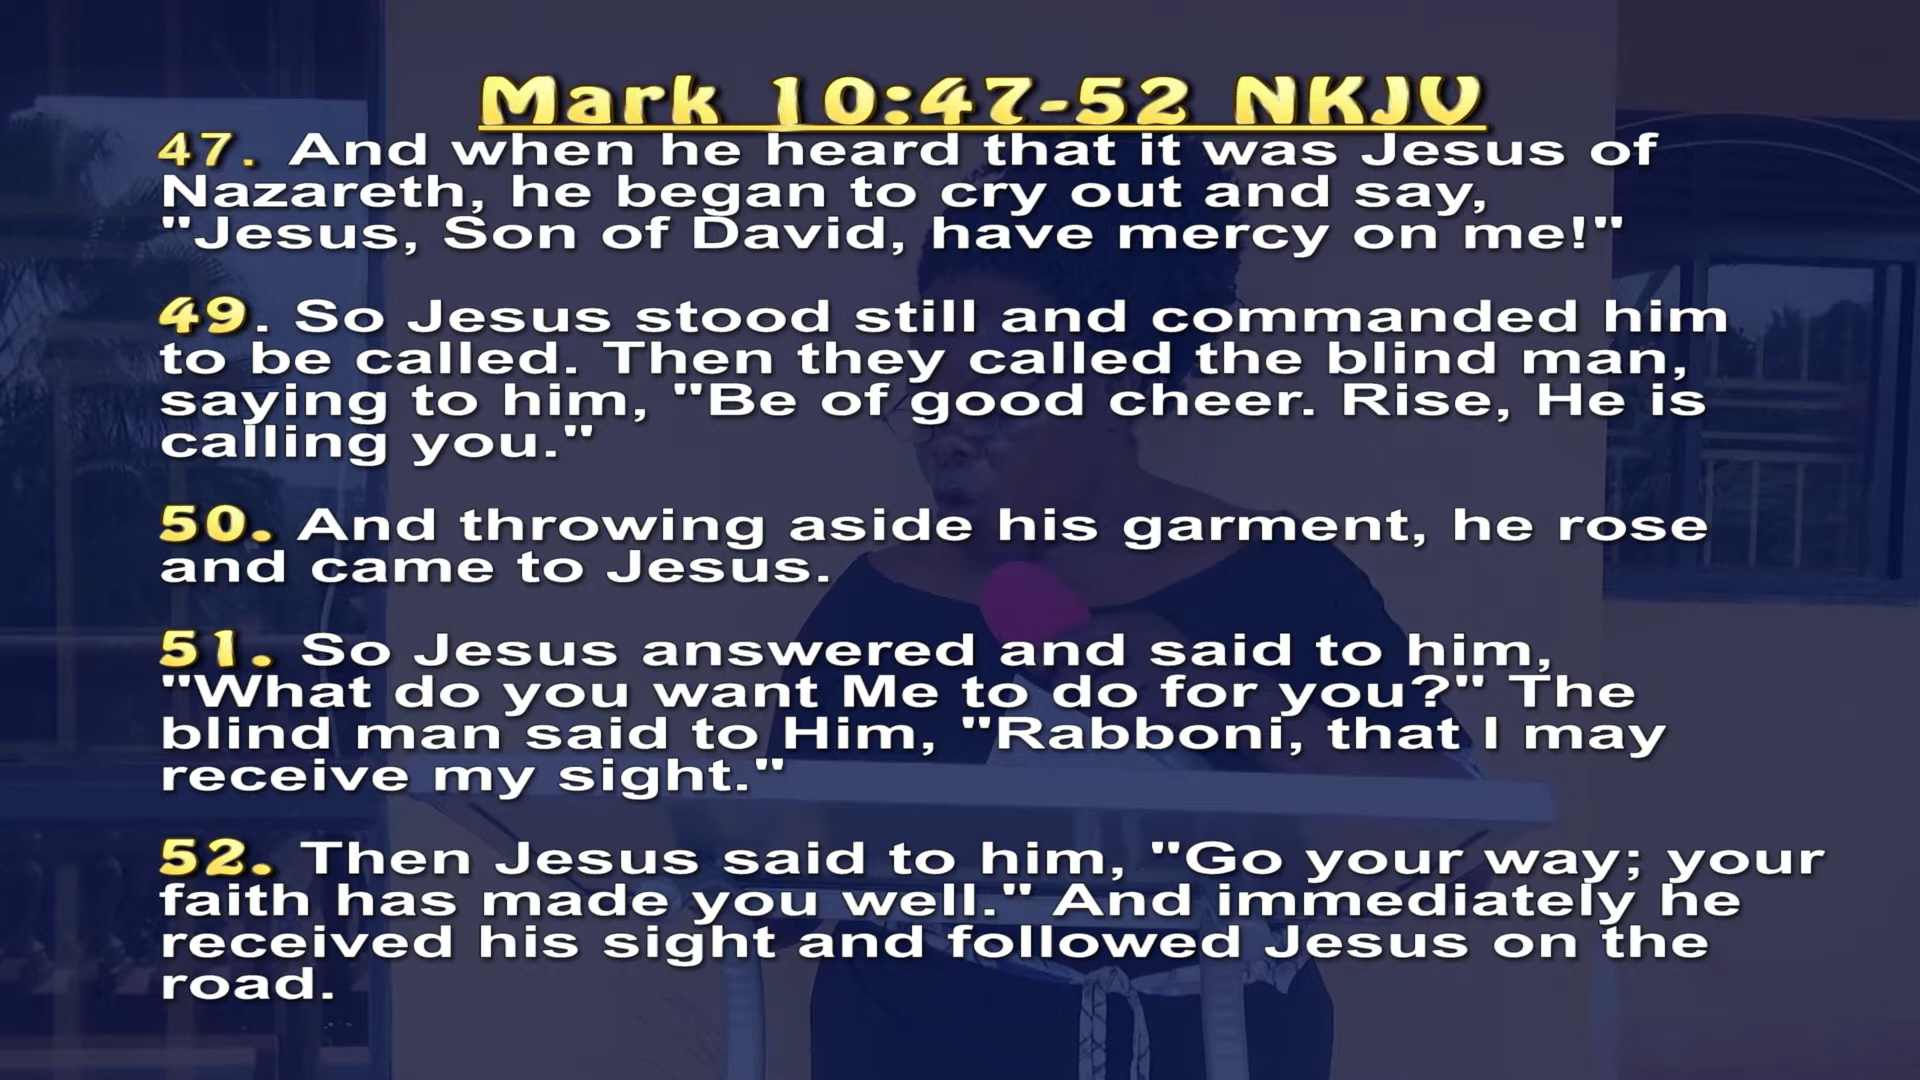 Mark 10:47-52 NKJV
47. And when he heard that it was Jesus of
Nazareth, he began to cry out and say,
"Jesus, Son of David, have mercy on me!"
49. So Jesus stood still and commanded him
to be called. Then they called the blind man,
saying to him, "Be of good cheer. Rise, He is
calling you."
50. And throwing aside his garment, he rose
and came to Jesus.
51. So Jesus answered and said to him,
"What do you want Me to do for you?" The
blind man said to Him, "Rabboni, that I may
receive my sight."
52. Then Jesus said to him, "Go your way; your
faith has made you well." And immediately he
received his sight and followed Jesus on the
road.